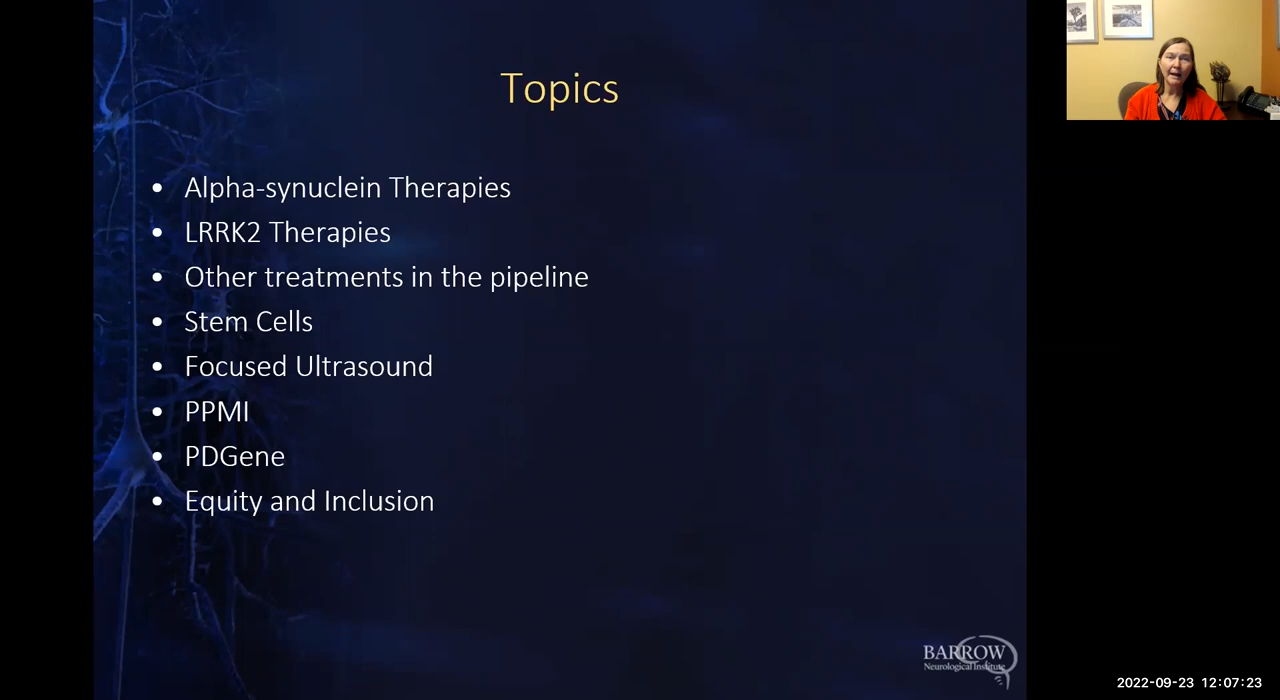 Topics
• Alpha-synuclein Therapies
• LRRK2 Therapies
• Other treatments in the pipeline
• Stem Cells
• Focused Ultrasound
• PPMI
• PDGene
• Equity and Inclusion
BARROW
Neurological Institute
2022-09-23 12:07:23